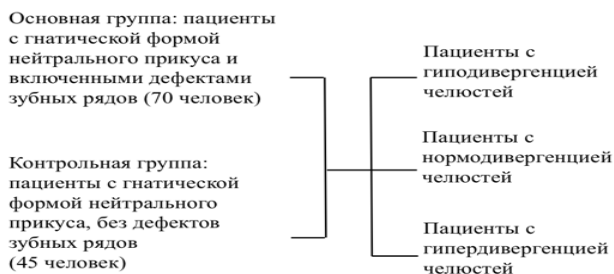 Основная группа: пациенты
с гнатической формой
нейтрального прикуса и
включенными дефектами
зубных рядов (70 человек)
Контрольная группа:
пациенты с гнатической
формой нейтрального
прикуса, без дефектов
зубных рядов
(45 человек)
Пациенты с
гиподивергенцией
челюстей
Пациенты с
нормодивергенцией
челюстей
Пациенты с
гипердивергенцией
челюстей